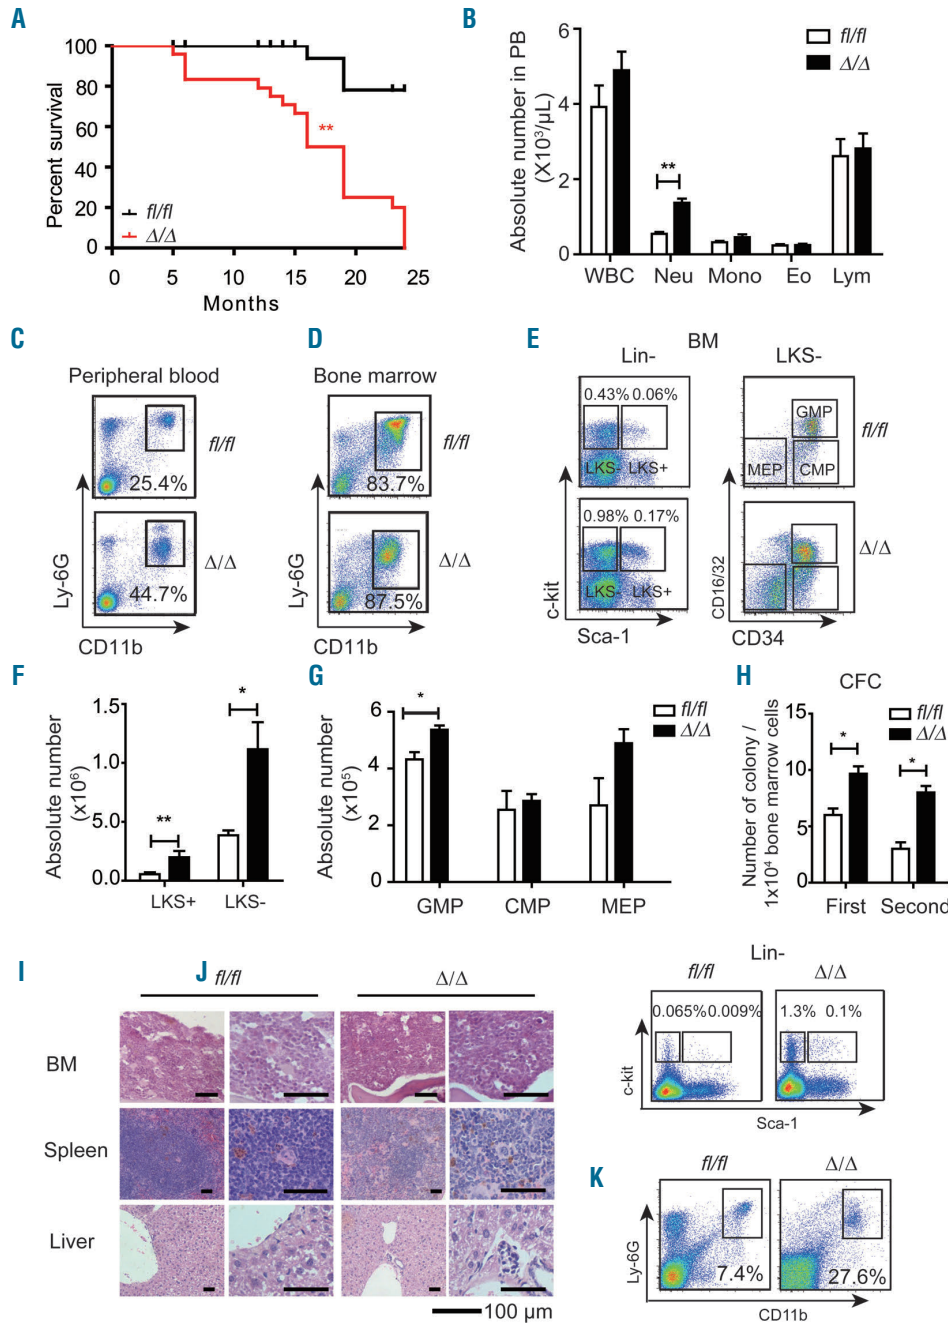 A
Percent survival
100
80
60
40
20
0
**
fl/fl
Δ/Δ
0 5 10 15 20 25
Months
B
Absolute number in PB
(X10³/µL)
6
4
2
0
fl/fl
Δ/Δ
**
WBC Neu Mono Eo Lym
C
Peripheral blood
fl/fl
25.4%
Δ/Δ
44.7%
Ly-6G
CD11b
D
Bone marrow
fl/fl
83.7%
Δ/Δ
87.5%
Ly-6G
CD11b
E
BM
Lin- LKS-
0.43% 0.06%
LKS- LKS+
GMP
MEP CMP
fl/fl
0.98% 0.17%
LKS- LKS+
Δ/Δ
c-kit
Sca-1
CD16/32
CD34
F
Absolute number
(x10⁶)
1.5
1.0
5.0
0.0
**
*
LKS+ LKS-
G
Absolute number
(x10⁵)
6
4
2
0
*
fl/fl
Δ/Δ
GMP CMP MEP
H
CFC
Number of colony /
1x10⁴ bone marrow cells
15
10
5
0
fl/fl
Δ/Δ
*
*
First Second
I
fl/fl Δ/Δ
BM
Spleen
Liver
100 µm
J
Lin-
fl/fl Δ/Δ
0.065% 0.009%
1.3% 0.1%
c-kit
Sca-1
K
fl/fl Δ/Δ
7.4% 27.6%
Ly-6G
CD11b